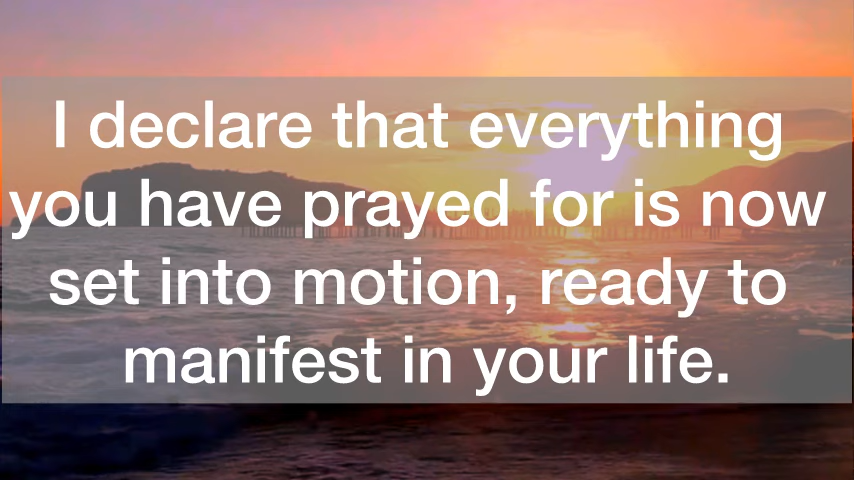 I declare that everything
you have prayed for is now
set into motion, ready to
manifest in your life.